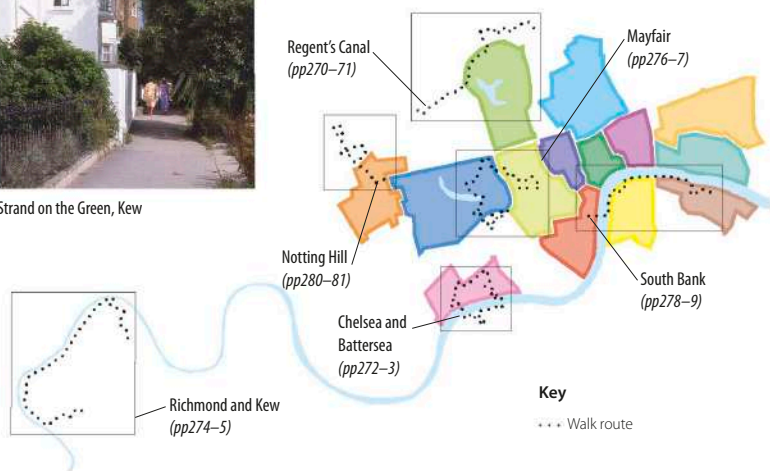 Strand on the Green, Kew
Regent's Canal
(pp270–71)
Mayfair
(pp276–7)
Notting Hill
(pp280–81)
Chelsea and
Battersea
(pp272–3)
South Bank
(pp278–9)
Richmond and Kew
(pp274–5)
Key
Walk route